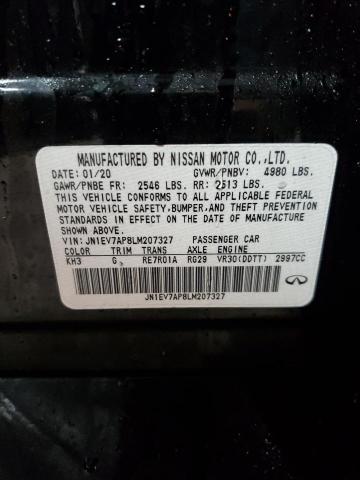 MANUFACTURED BY NISSAN MOTOR CO.,LTD.
DATE: 01/20 GVWR/PNBV: 4980 LBS.
GAWR/PNBE FR: 2546 LBS. RR: 2513 LBS.
THIS VEHICLE CONFORMS TO ALL APPLICABLE FEDERAL
MOTOR VEHICLE SAFETY, BUMPER, AND THEFT PREVENTION
STANDARDS IN EFFECT ON THE DATE OF MANUFACTURE
SHOWN ABOVE.
VIN: JN1EV7AP8LM207327 PASSENGER CAR
COLOR TRIM TRANS AXLE ENGINE
KH3 G RE7R01A RG29 VR30(DDTT) 2997CC
JN1EV7AP8LM207327